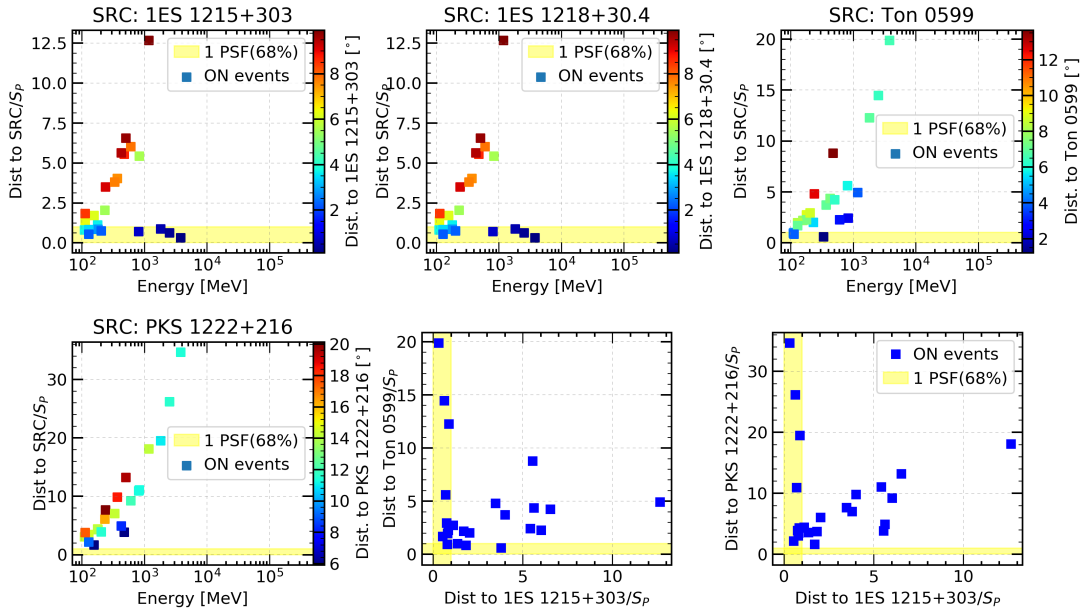 SRC: 1ES 1215+303
12.5
10.0
7.5
5.0
2.5
0.0
Dist to SRC/S_P
10^2
10^3
10^4
10^5
Energy [MeV]
1 PSF(68%)
ON events
8
6
4
2
Dist. to 1ES 1215+303 [°]
SRC: 1ES 1218+30.4
12.5
10.0
7.5
5.0
2.5
0.0
Dist to SRC/S_P
10^2
10^3
10^4
10^5
Energy [MeV]
1 PSF(68%)
ON events
8
6
4
2
Dist. to 1ES 1218+30.4 [°]
SRC: Ton 0599
20
15
10
5
0
Dist to SRC/S_P
10^2
10^3
10^4
10^5
Energy [MeV]
1 PSF(68%)
ON events
12
10
8
6
4
2
Dist. to Ton 0599 [°]
SRC: PKS 1222+216
30
20
10
0
Dist to SRC/S_P
10^2
10^3
10^4
10^5
Energy [MeV]
1 PSF(68%)
ON events
20
18
16
14
12
10
8
6
Dist. to PKS 1222+216 [°]
20
15
10
5
0
Dist to Ton 0599/S_P
0
5
10
Dist to 1ES 1215+303/S_P
30
25
20
15
10
5
0
Dist to PKS 1222+216/S_P
0
5
10
Dist to 1ES 1215+303/S_P
ON events
1 PSF(68%)